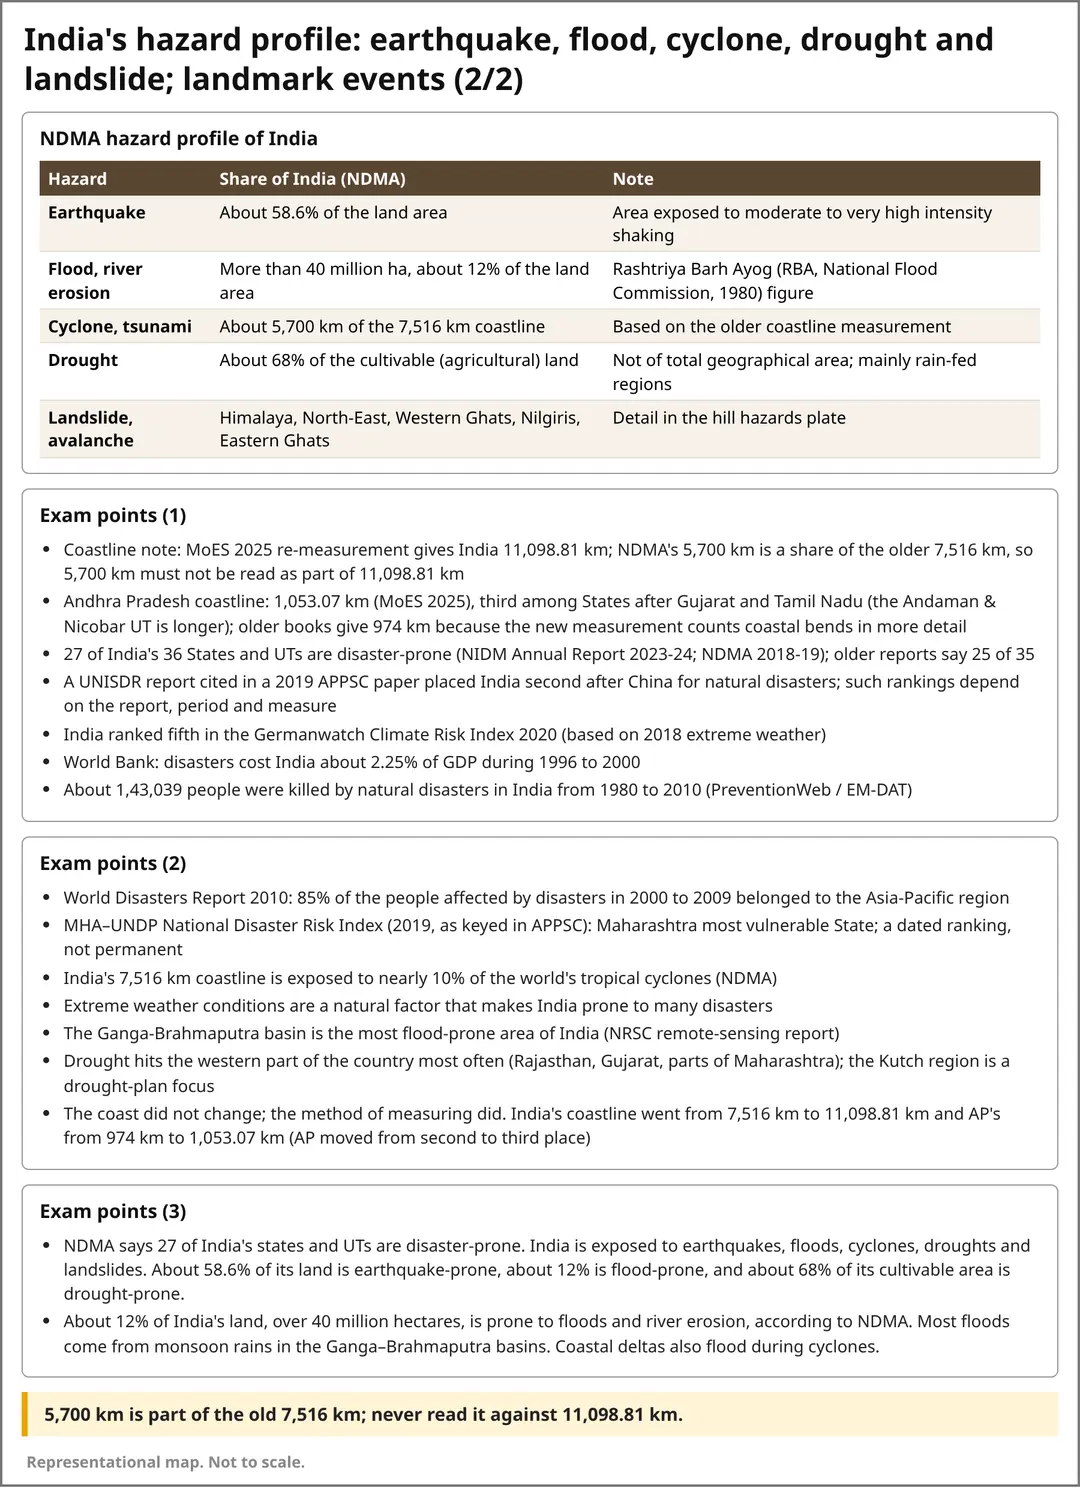 India's hazard profile: earthquake, flood, cyclone, drought and
landslide; landmark events (2/2)
NDMA hazard profile of India
Hazard Share of India (NDMA) Note
Earthquake About 58.6% of the land area Area exposed to moderate to very high intensity
shaking
Flood, river More than 40 million ha, about 12% of the land Rashtriya Barh Ayog (RBA, National Flood
erosion area Commission, 1980) figure
Cyclone, tsunami About 5,700 km of the 7,516 km coastline Based on the older coastline measurement
Drought About 68% of the cultivable (agricultural) land Not of total geographical area; mainly rain-fed
regions
Landslide, Himalaya, North-East, Western Ghats, Nilgiris, Detail in the hill hazards plate
avalanche Eastern Ghats
Exam points (1)
• Coastline note: MoES 2025 re-measurement gives India 11,098.81 km; NDMA's 5,700 km is a share of the older 7,516 km, so
5,700 km must not be read as part of 11,098.81 km
• Andhra Pradesh coastline: 1,053.07 km (MoES 2025), third among States after Gujarat and Tamil Nadu (the Andaman &
Nicobar UT is longer); older books give 974 km because the new measurement counts coastal bends in more detail
• 27 of India's 36 States and UTs are disaster-prone (NIDM Annual Report 2023-24; NDMA 2018-19); older reports say 25 of 35
• A UNISDR report cited in a 2019 APPSC paper placed India second after China for natural disasters; such rankings depend
on the report, period and measure
• India ranked fifth in the Germanwatch Climate Risk Index 2020 (based on 2018 extreme weather)
• World Bank: disasters cost India about 2.25% of GDP during 1996 to 2000
• About 1,43,039 people were killed by natural disasters in India from 1980 to 2010 (PreventionWeb / EM-DAT)
Exam points (2)
• World Disasters Report 2010: 85% of the people affected by disasters in 2000 to 2009 belonged to the Asia-Pacific region
• MHA–UNDP National Disaster Risk Index (2019, as keyed in APPSC): Maharashtra most vulnerable State; a dated ranking,
not permanent
• India's 7,516 km coastline is exposed to nearly 10% of the world's tropical cyclones (NDMA)
• Extreme weather conditions are a natural factor that makes India prone to many disasters
• The Ganga-Brahmaputra basin is the most flood-prone area of India (NRSC remote-sensing report)
• Drought hits the western part of the country most often (Rajasthan, Gujarat, parts of Maharashtra); the Kutch region is a
drought-plan focus
• The coast did not change; the method of measuring did. India's coastline went from 7,516 km to 11,098.81 km and AP's
from 974 km to 1,053.07 km (AP moved from second to third place)
Exam points (3)
• NDMA says 27 of India's states and UTs are disaster-prone. India is exposed to earthquakes, floods, cyclones, droughts and
landslides. About 58.6% of its land is earthquake-prone, about 12% is flood-prone, and about 68% of its cultivable area is
drought-prone.
• About 12% of India's land, over 40 million hectares, is prone to floods and river erosion, according to NDMA. Most floods
come from monsoon rains in the Ganga–Brahmaputra basins. Coastal deltas also flood during cyclones.
5,700 km is part of the old 7,516 km; never read it against 11,098.81 km.
Representational map. Not to scale.